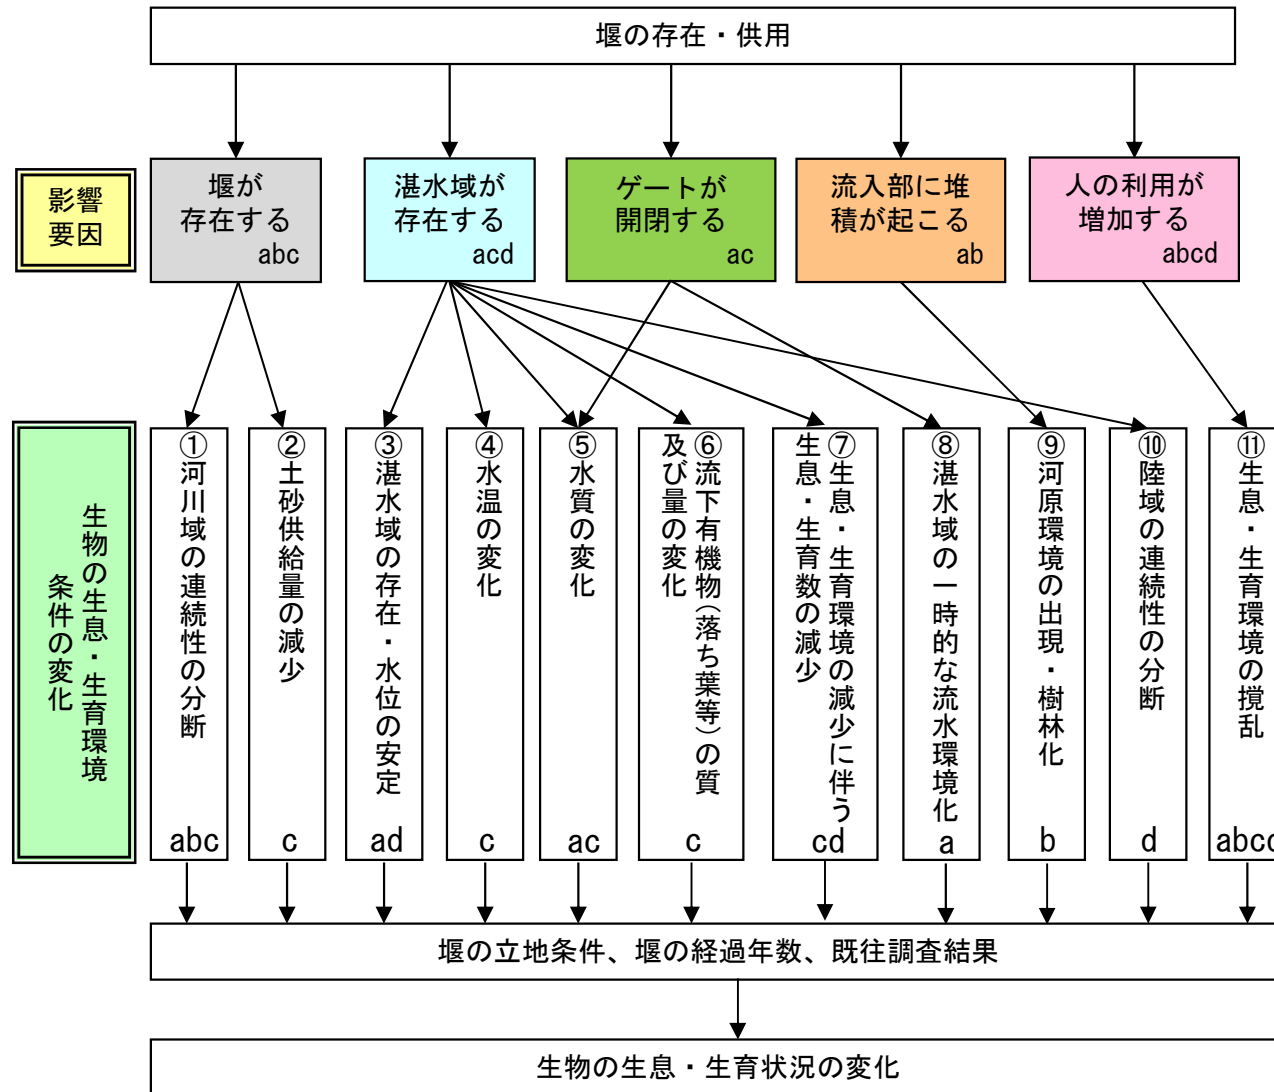 堰の存在・供用
影響
要因
堰が
存在する
abc
湛水域が
存在する
acd
ゲートが
開閉する
ac
流入部に堆
積が起こる
ab
人の利用が
増加する
abcd
生物の生息・生育環境
条件の変化
①河川域の連続性の分断
abc
②土砂供給量の減少
c
③湛水域の存在・水位の安定
ad
④水温の変化
c
⑤水質の変化
ac
⑥流下有機物(落ち葉等)の質
及び量の変化
c
⑦生息・生育環境の減少に伴う
生息・生育数の減少
cd
⑧湛水域の一時的な流水環境化
a
⑨河原環境の出現・樹林化
b
⑩陸域の連続性の分断
d
⑪生息・生育環境の撹乱
abcd
堰の立地条件、堰の経過年数、既往調査結果
生物の生息・生育状況の変化